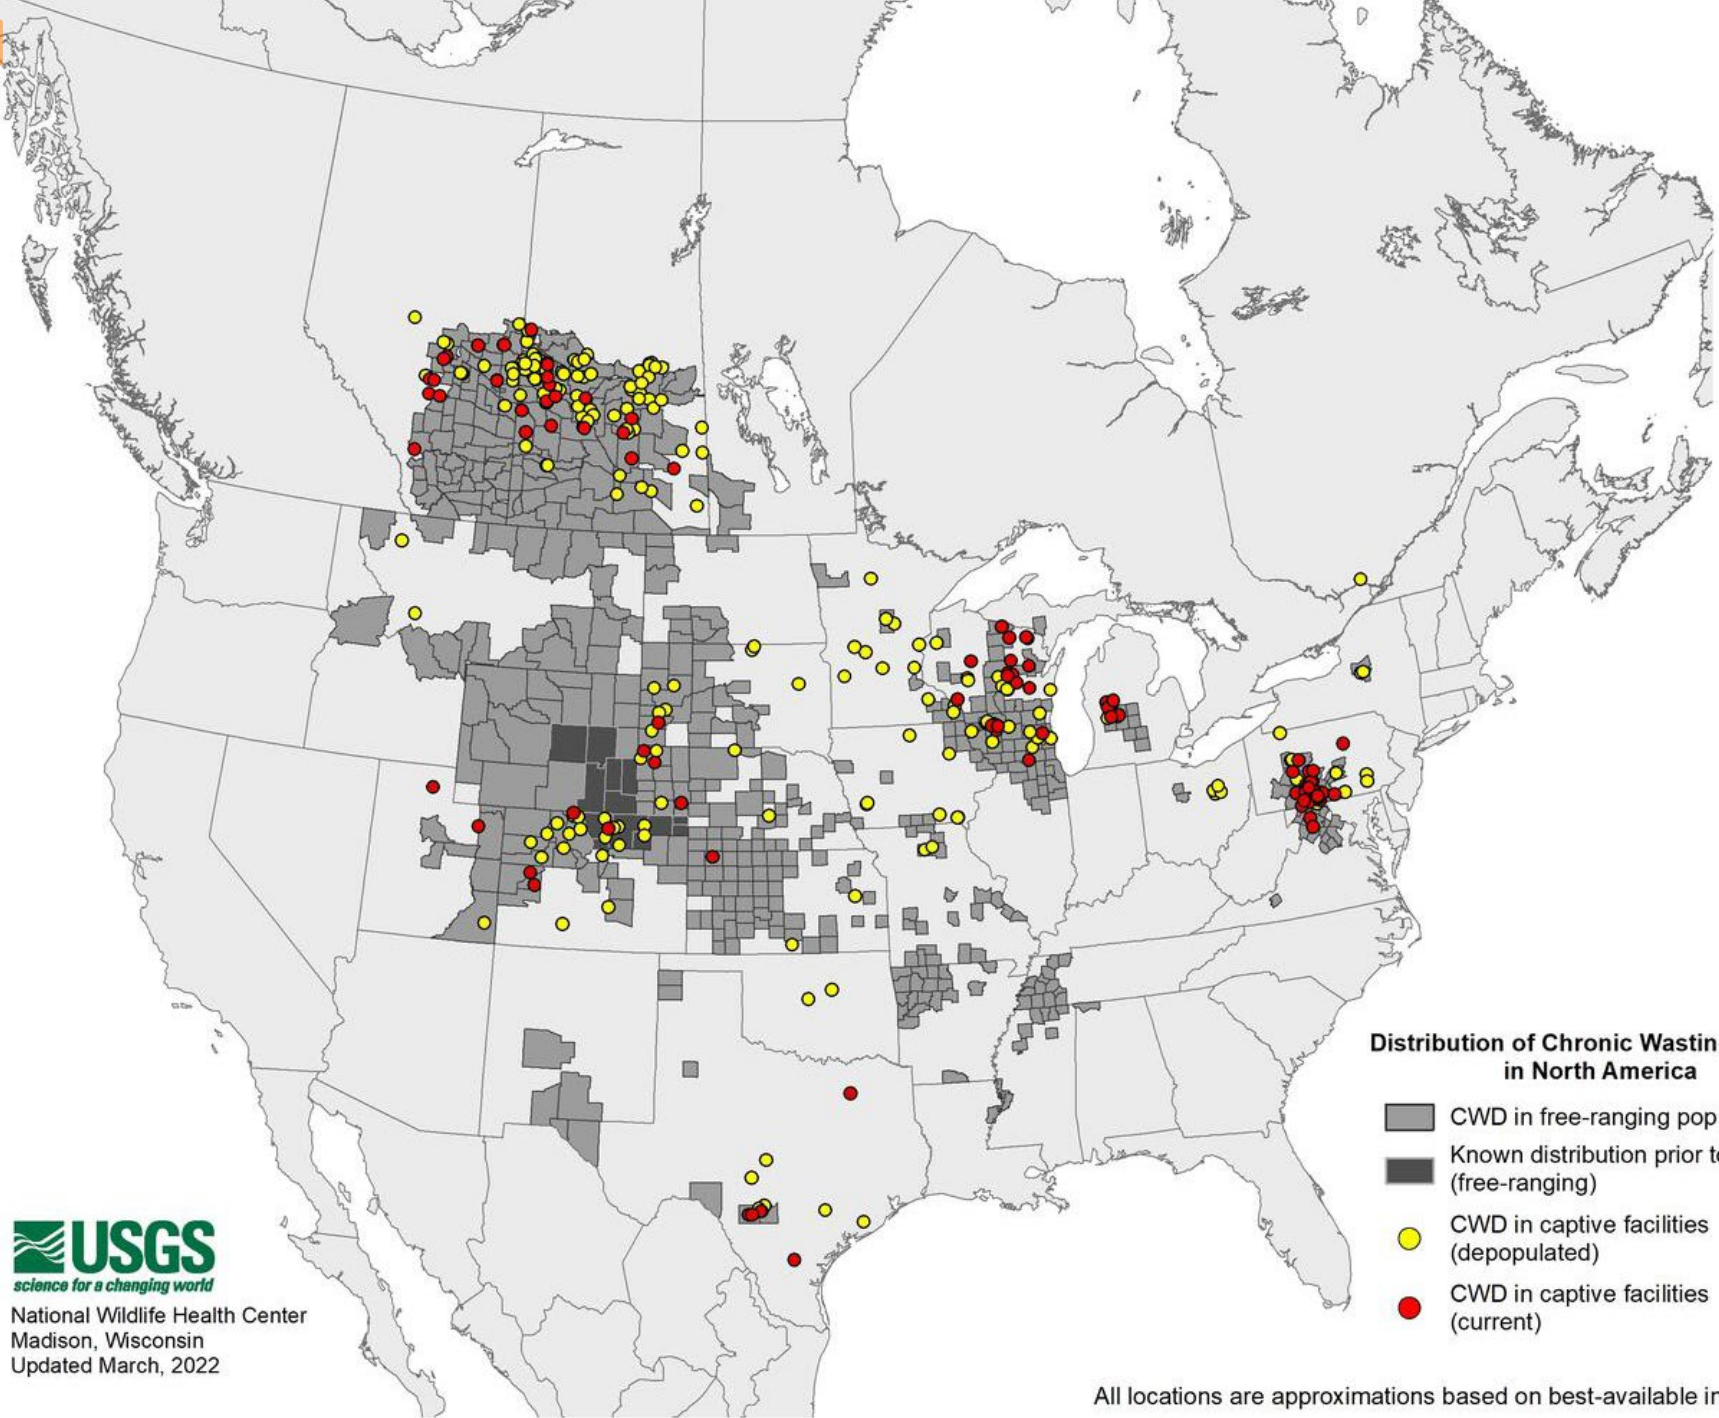 Distribution of Chronic Wastin
in North America
CWD in free-ranging pop
Known distribution prior to
(free-ranging)
CWD in captive facilities
(depopulated)
CWD in captive facilities
(current)
USGS
science for a changing world
National Wildlife Health Center
Madison, Wisconsin
Updated March, 2022
All locations are approximations based on best-available in